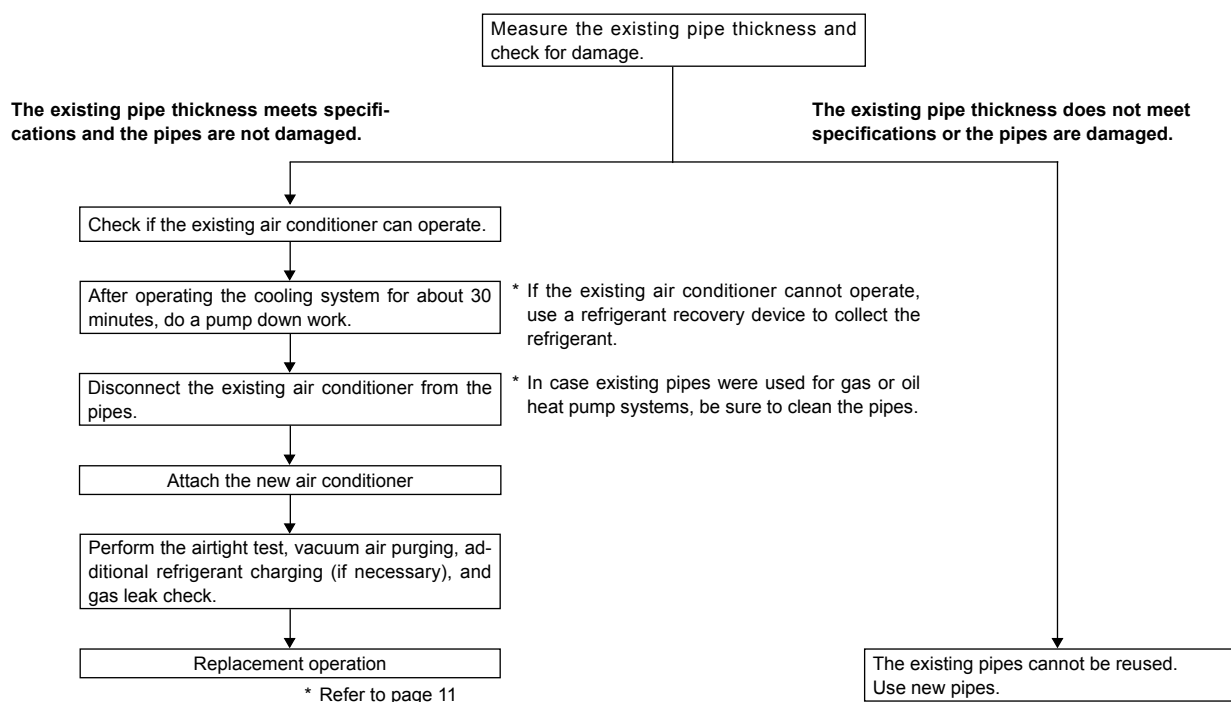 Measure the existing pipe thickness and
check for damage.
The existing pipe thickness meets specifi-
cations and the pipes are not damaged.
The existing pipe thickness does not meet
specifications or the pipes are damaged.
Check if the existing air conditioner can operate.
After operating the cooling system for about 30
minutes, do a pump down work.
* If the existing air conditioner cannot operate,
use a refrigerant recovery device to collect the
refrigerant.
Disconnect the existing air conditioner from the
pipes.
* In case existing pipes were used for gas or oil
heat pump systems, be sure to clean the pipes.
Attach the new air conditioner
Perform the airtight test, vacuum air purging, ad-
ditional refrigerant charging (if necessary), and
gas leak check.
Replacement operation
* Refer to page 11
The existing pipes cannot be reused.
Use new pipes.